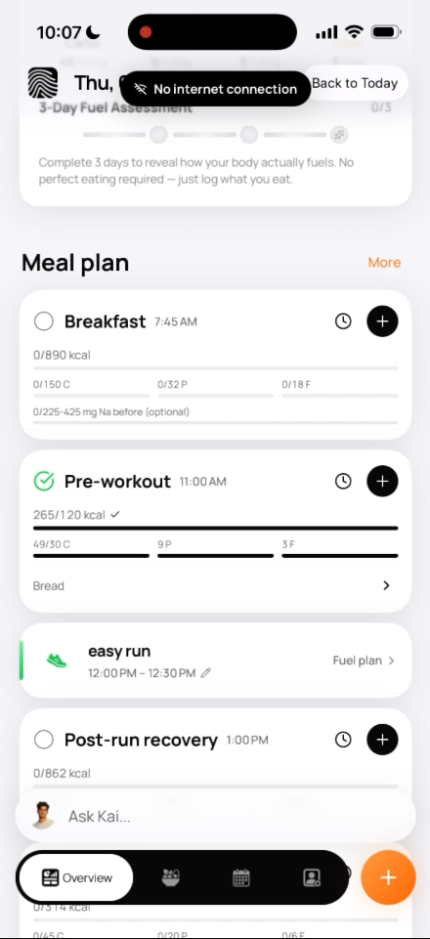 10:07
Thu,
No internet connection
Back to Today
3-Day Fuel Assessment
0/3
Complete 3 days to reveal how your body actually fuels. No
perfect eating required — just log what you eat.
Meal plan
More
Breakfast 7:45 AM
0/890 kcal
0/150 C 0/32 P 0/18 F
0/225-425 mg Na before (optional)
Pre-workout 11:00 AM
265/120 kcal
49/30 C 9 P 3 F
Bread
easy run
12:00 PM – 12:30 PM
Fuel plan
Post-run recovery 1:00 PM
0/862 kcal
Ask Kai...
Overview
0/314 kcal
0/45 C 0/20 P 0/6 F